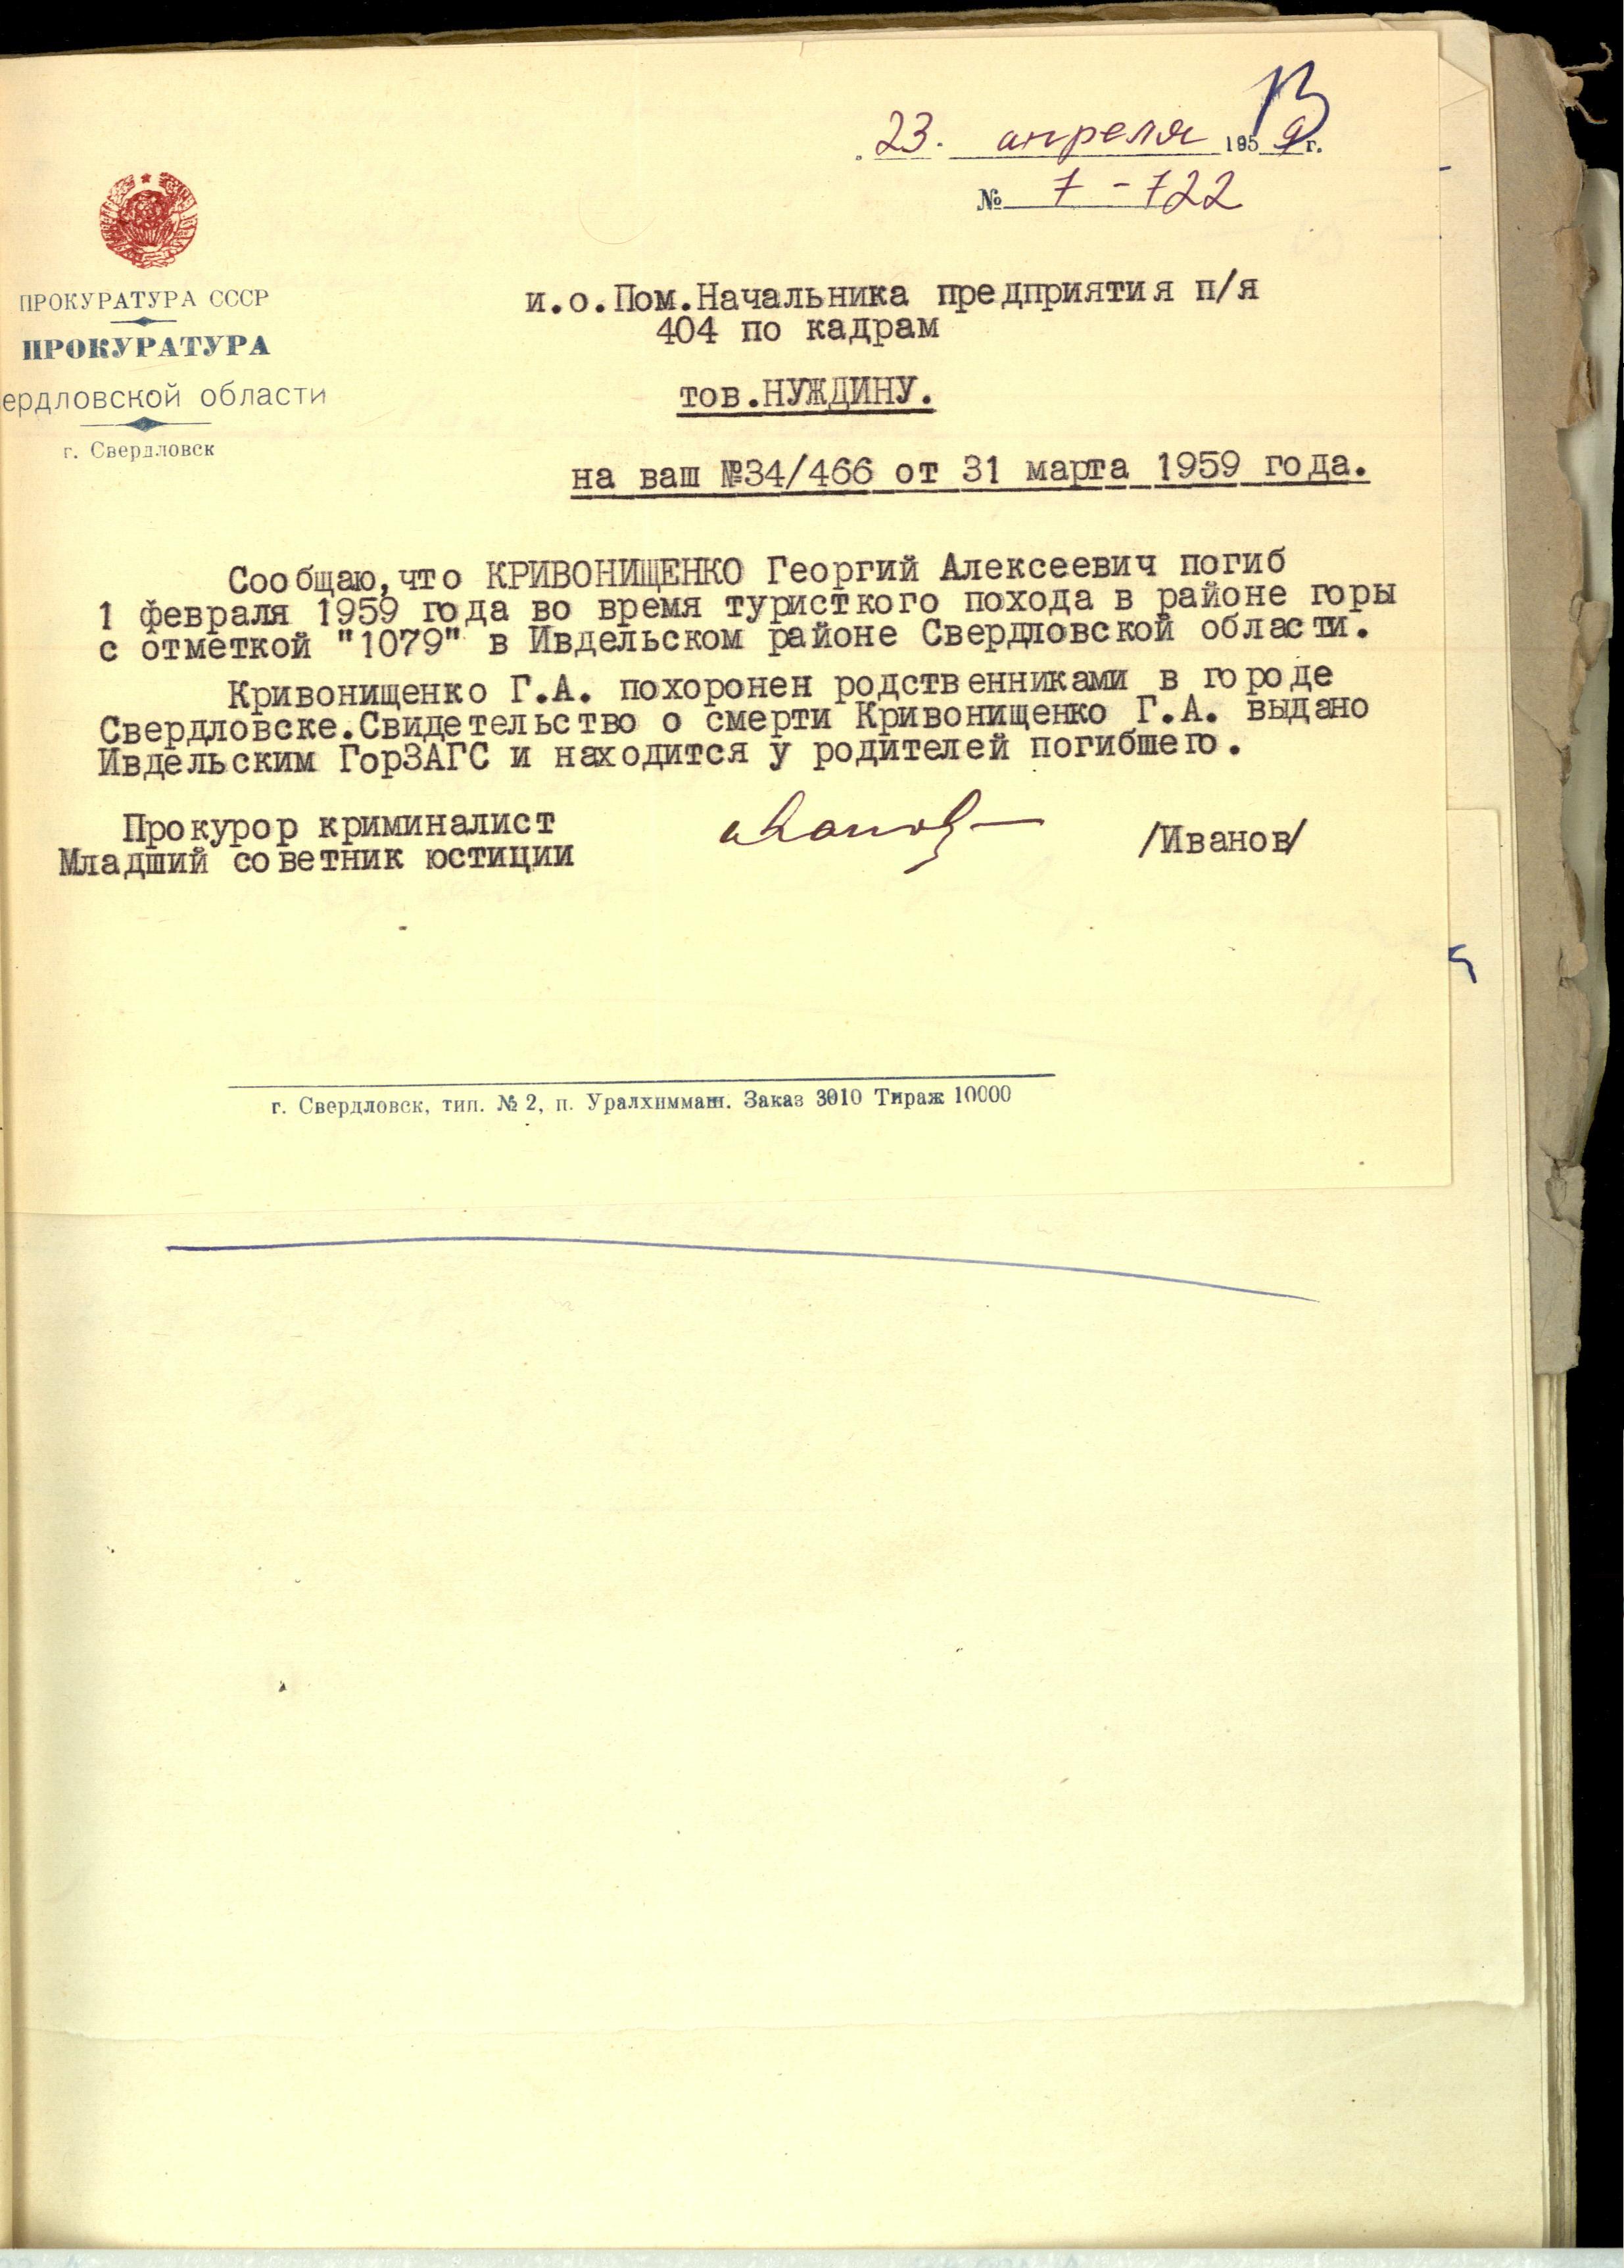 13
23. апреля 1959 г.
№ 7-722
ПРОКУРАТУРА СССР
ПРОКУРАТУРА
ердловской области
г. Свердловск
и.о.Пом.Начальника предприятия п/я
404 по кадрам
тов.НУЖДИНУ.
на ваш №34/466 от 31 марта 1959 года.
Сообщаю,что КРИВОНИЩЕНКО Георгий Алексеевич погиб
1 февраля 1959 года во время туристкого похода в районе горы
с отметкой "1079" в Ивдельском районе Свердловской области.
Кривонищенко Г.А. похоронен родственниками в городе
Свердловске.Свидетельство о смерти Кривонищенко Г.А. выдано
Ивдельским ГорЗАГС и находится у родителей погибшего.
Прокурор криминалист
Младший советник юстиции
Иванов
/Иванов/
г. Свердловск, тип. № 2, п. Уралхиммаш. Заказ 3010 Тираж 10000